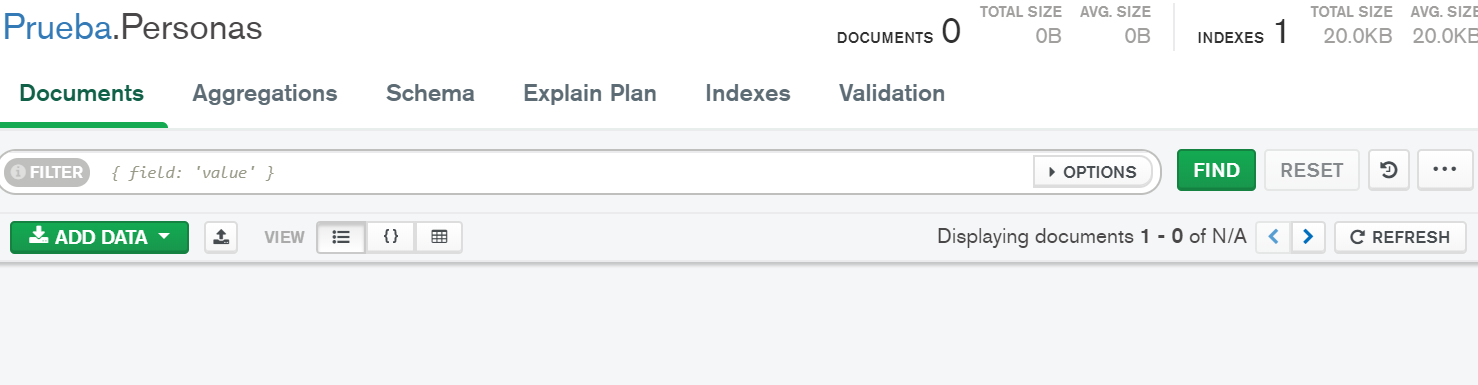 Prueba.Personas
DOCUMENTS 0 TOTAL SIZE 0B AVG. SIZE 0B INDEXES 1 TOTAL SIZE 20.0KB AVG. SIZE 20.0KB
Documents Aggregations Schema Explain Plan Indexes Validation
FILTER { field: 'value' } OPTIONS FIND RESET ...
ADD DATA VIEW { } Displaying documents 1 - 0 of N/A < > REFRESH